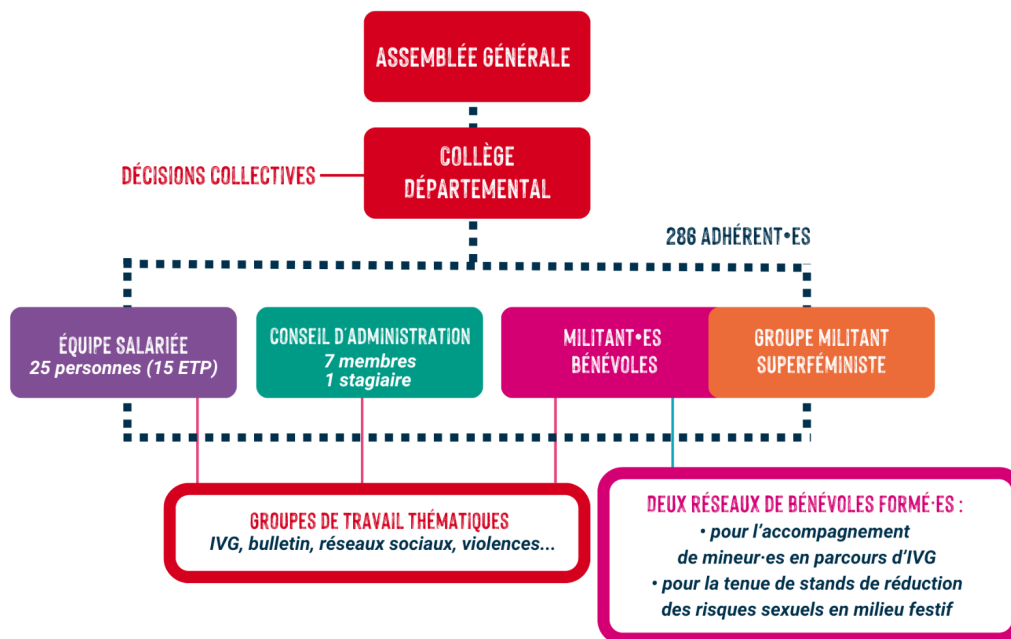 ASSEMBLÉE GÉNÉRALE
COLLÈGE
DÉPARTEMENTAL
DÉCISIONS COLLECTIVES
286 ADHÉRENT•ES
ÉQUIPE SALARIÉE
25 personnes (15 ETP)
CONSEIL D'ADMINISTRATION
7 membres
1 stagiaire
MILITANT•ES
BÉNÉVOLES
GROUPE MILITANT
SUPERFÉMINISTE
GROUPES DE TRAVAIL THÉMATIQUES
IVG, bulletin, réseaux sociaux, violences...
DEUX RÉSEAUX DE BÉNÉVOLES FORMÉ·ES :
• pour l’accompagnement
de mineur·es en parcours d’IVG
• pour la tenue de stands de réduction
des risques sexuels en milieu festif